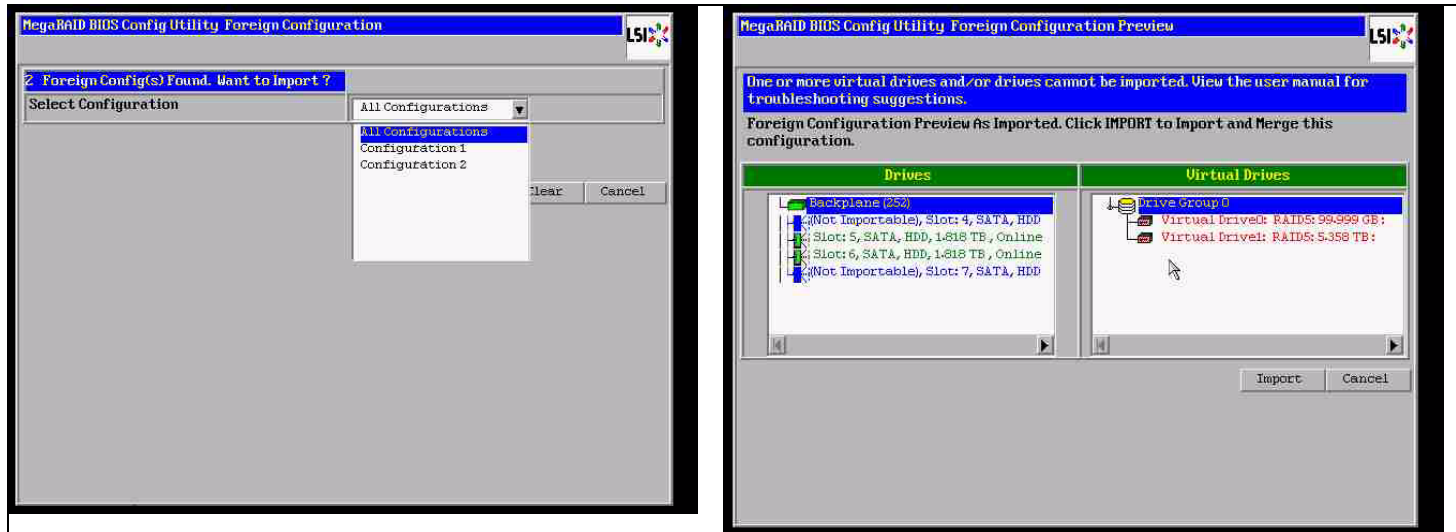 MegaRAID BIOS Config Utility Foreign Configuration
LSI
2 Foreign Config(s) Found. Want to Import ?
Select Configuration
All Configurations
All Configurations
Configuration 1
Configuration 2
Clear
Cancel
MegaRAID BIOS Config Utility Foreign Configuration Preview
LSI
One or more virtual drives and/or drives cannot be imported. View the user manual for
troubleshooting suggestions.
Foreign Configuration Preview As Imported. Click IMPORT to Import and Merge this
configuration.
Drives
Backplane (252)
(Not Importable), Slot: 4, SATA, HDD
Slot: 5, SATA, HDD, 1.818 TB, Online
Slot: 6, SATA, HDD, 1.818 TB, Online
(Not Importable), Slot: 7, SATA, HDD
Virtual Drives
Drive Group 0
Virtual Drive0: RAID5: 99.999 GB:
Virtual Drive1: RAID5: 5.358 TB:
Import
Cancel